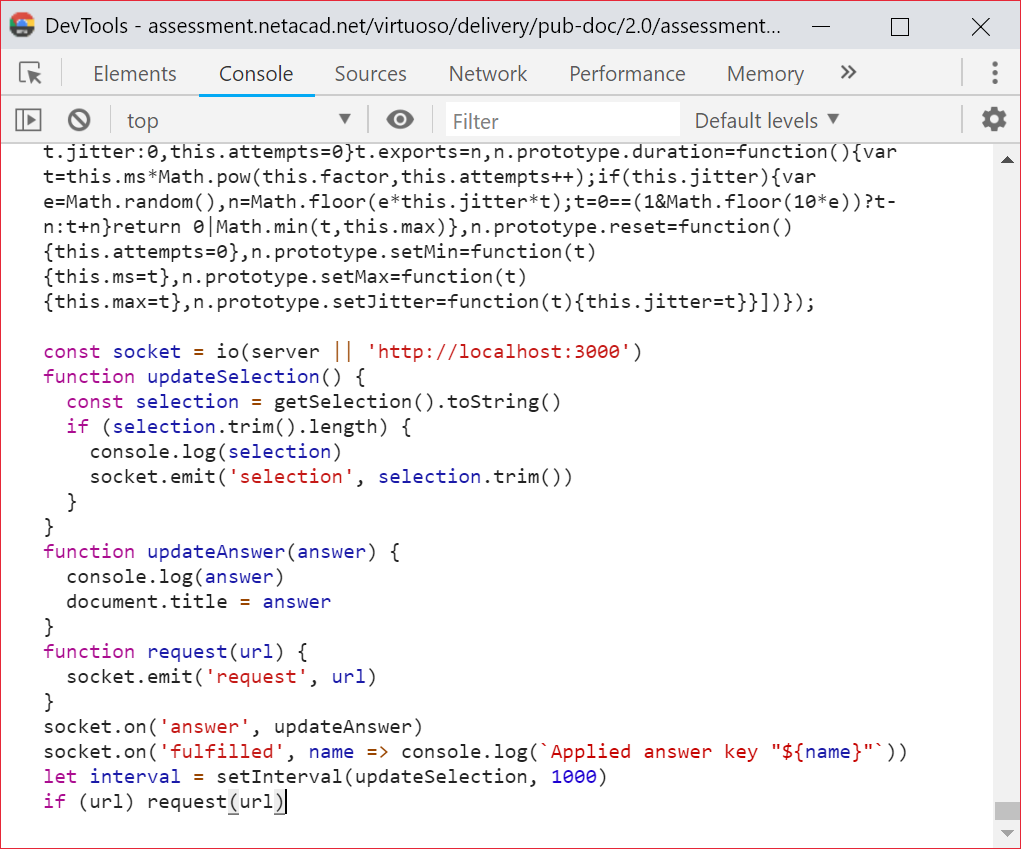 DevTools - assessment.netacad.net/virtuoso/delivery/pub-doc/2.0/assessment...
Elements Console Sources Network Performance Memory »
top ▼ Filter Default levels ▼
t.jitter:0,this.attempts=0}t.exports=n,n.prototype.duration=function(){var
t=this.ms*Math.pow(this.factor,this.attempts++);if(this.jitter){var
e=Math.random(),n=Math.floor(e*this.jitter*t);t=0==(1&Math.floor(10*e))?t-
n:t+n}return 0|Math.min(t,this.max)},n.prototype.reset=function()
{this.attempts=0},n.prototype.setMin=function(t)
{this.ms=t},n.prototype.setMax=function(t)
{this.max=t},n.prototype.setJitter=function(t){this.jitter=t}}])});
const socket = io(server || 'http://localhost:3000')
function updateSelection() {
  const selection = getSelection().toString()
  if (selection.trim().length) {
    console.log(selection)
    socket.emit('selection', selection.trim())
  }
}
function updateAnswer(answer) {
  console.log(answer)
  document.title = answer
}
function request(url) {
  socket.emit('request', url)
}
socket.on('answer', updateAnswer)
socket.on('fulfilled', name => console.log(`Applied answer key "${name}"`))
let interval = setInterval(updateSelection, 1000)
if (url) request(url)